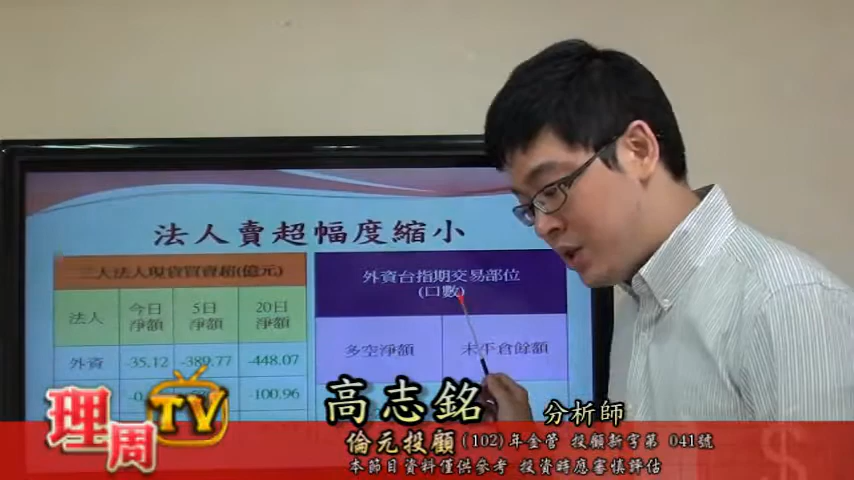 法人賣超幅度縮小
三大法人現貨買賣超(億元)
法人 今日淨額 5日淨額 20日淨額
外資 -35.12 -389.77 -448.07
-100.96
外資台指期交易部位
(口數)
多空淨額 未平倉餘額
理周TV
高志銘 分析師
倫元投顧 (102)年金管 投顧新字第 041號
本節目資料僅供參考 投資時應審慎評估